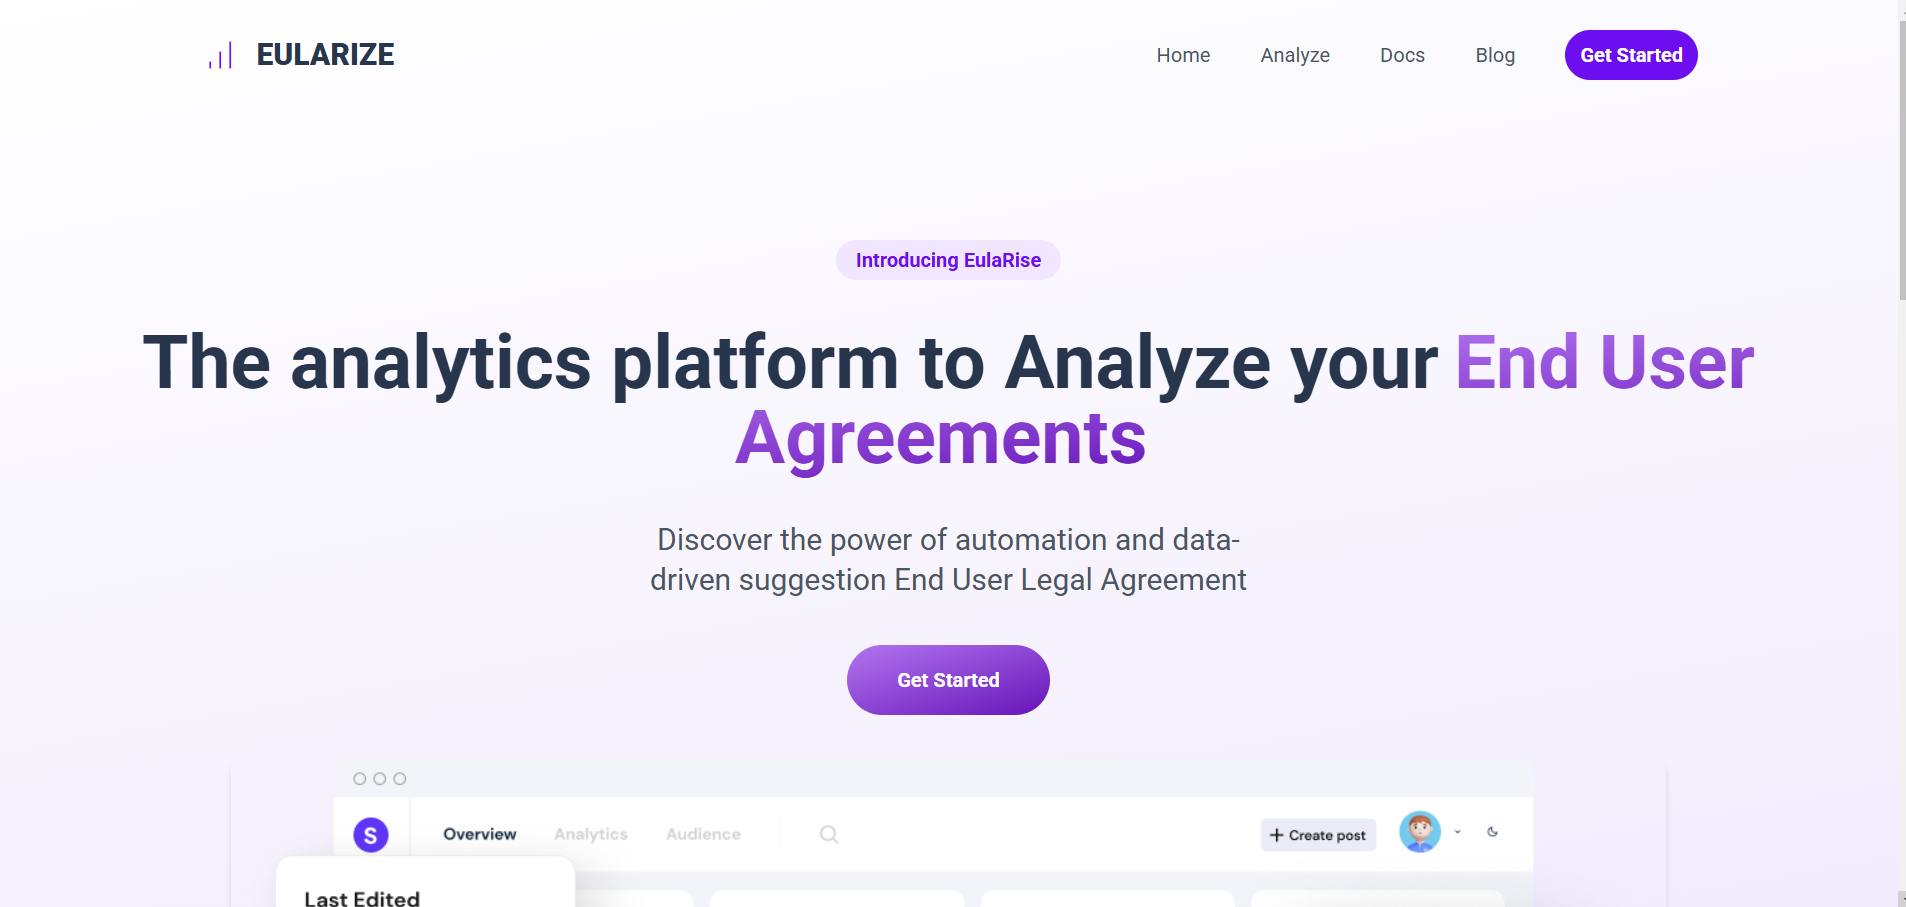 EULARIZE
Home Analyze Docs Blog Get Started
Introducing EulaRise
The analytics platform to Analyze your End User
Agreements
Discover the power of automation and data-
driven suggestion End User Legal Agreement
Get Started
S Overview Analytics Audience + Create post
Last Edited